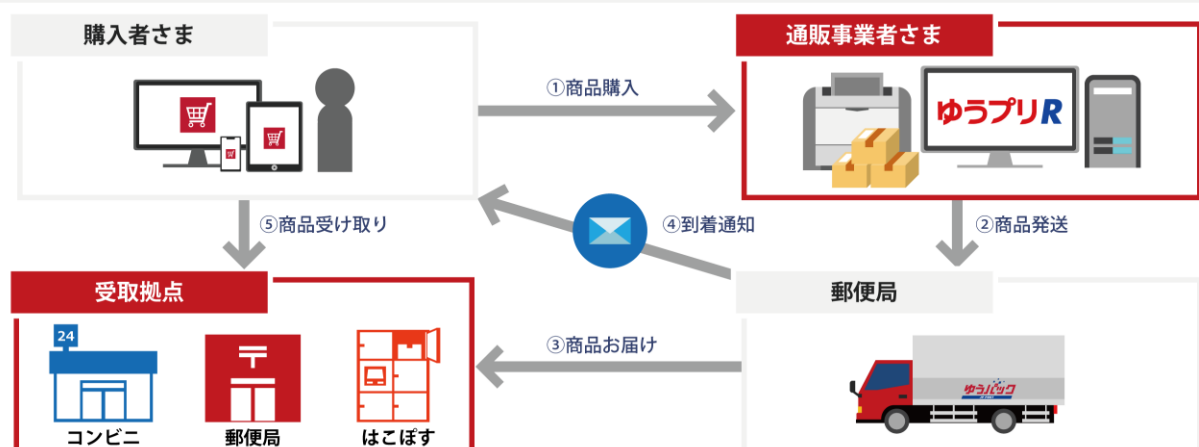 購入者さま
通販事業者さま
①商品購入
ゆうプリR
⑤商品受け取り
④到着通知
②商品発送
受取拠点
郵便局
24
③商品お届け
ゆうパック
コンビニ
郵便局
はこぽす